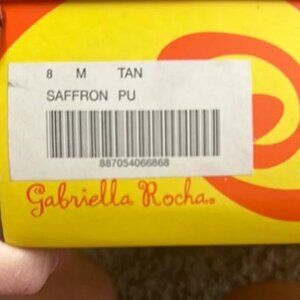 8 M TAN
SAFFRON PU
887054066868
Gabriella Rocha®